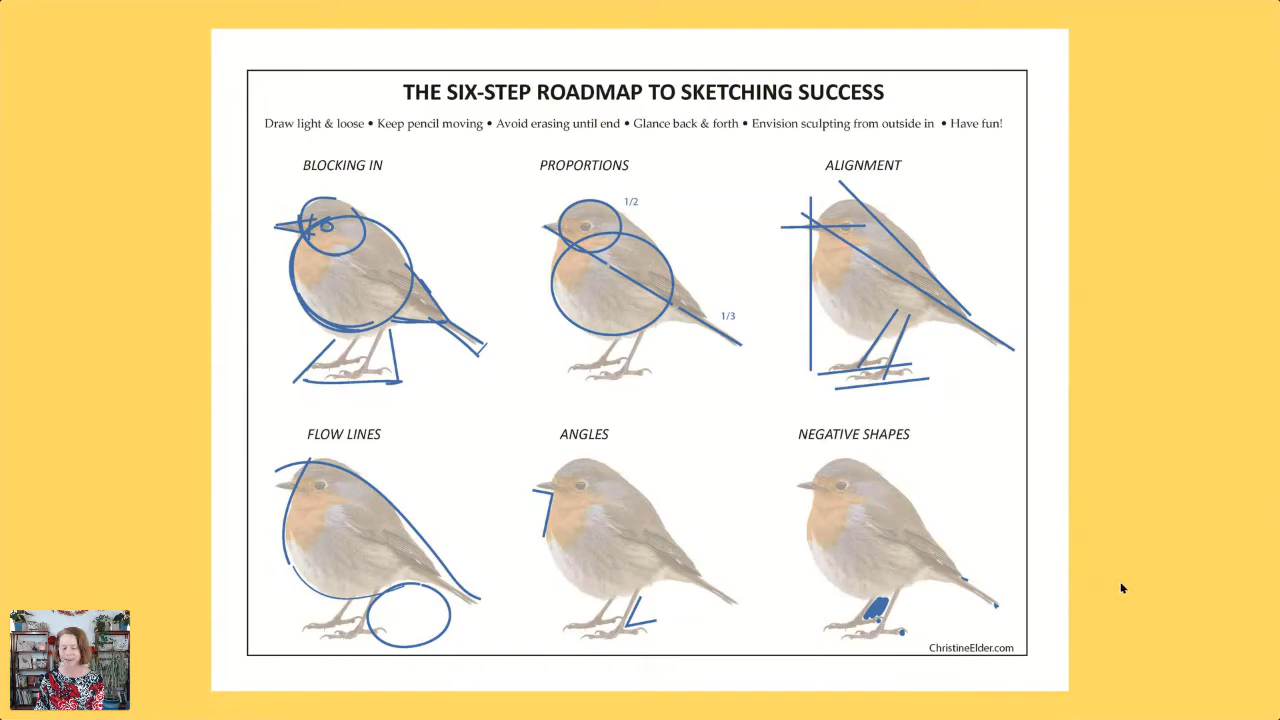 THE SIX-STEP ROADMAP TO SKETCHING SUCCESS
Draw light & loose • Keep pencil moving • Avoid erasing until end • Glance back & forth • Envision sculpting from outside in • Have fun!
BLOCKING IN
PROPORTIONS
ALIGNMENT
1/2
1/3
FLOW LINES
ANGLES
NEGATIVE SHAPES
ChristineElder.com